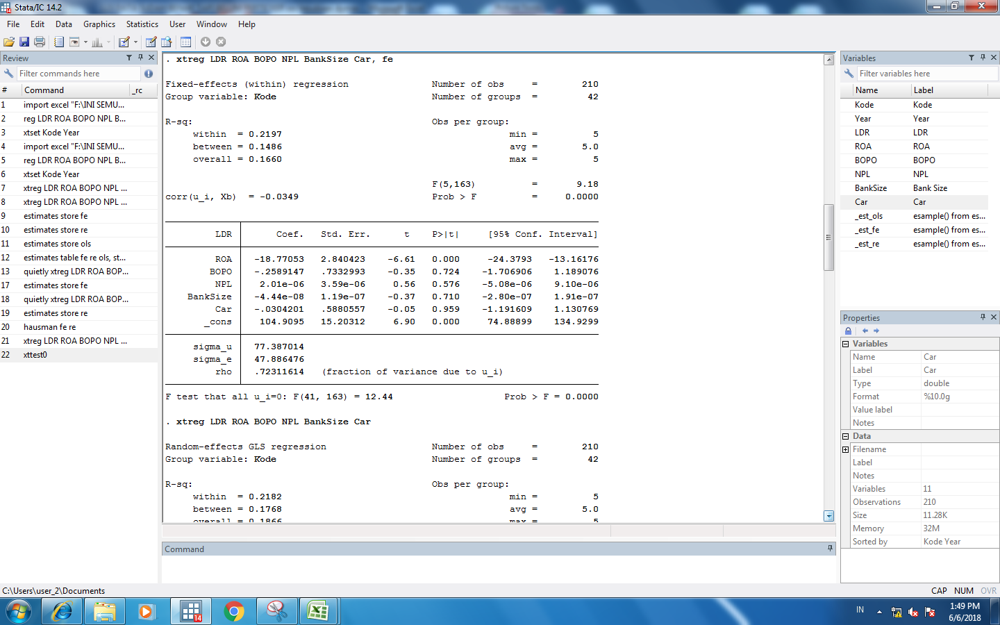 Stata/IC 14.2
File Edit Data Graphics Statistics User Window Help
Review
Filter commands here
# Command _rc
1 import excel "F:\INI SEMU...
2 reg LDR ROA BOPO NPL B...
3 xtset Kode Year
4 import excel "F:\INI SEMU...
5 reg LDR ROA BOPO NPL B...
6 xtset Kode Year
7 xtreg LDR ROA BOPO NPL ...
8 xtreg LDR ROA BOPO NPL ...
9 estimates store fe
10 estimates store re
11 estimates store ols
12 estimates table fe re ols, st...
13 quietly xtreg LDR ROA BOP...
17 estimates store fe
18 quietly xtreg LDR ROA BOP...
19 estimates store re
20 hausman fe re
21 xtreg LDR ROA BOPO NPL ...
22 xttest0
. xtreg LDR ROA BOPO NPL BankSize Car, fe
Fixed-effects (within) regression Number of obs = 210
Group variable: Kode Number of groups = 42
R-sq: Obs per group:
within = 0.2197 min = 5
between = 0.1486 avg = 5.0
overall = 0.1660 max = 5
F(5,163) = 9.18
corr(u_i, Xb) = -0.0349 Prob > F = 0.0000
LDR Coef. Std. Err. t P>|t| [95% Conf. Interval]
ROA -18.77053 2.840423 -6.61 0.000 -24.3793 -13.16176
BOPO -.2589147 .7332993 -0.35 0.724 -1.706906 1.189076
NPL 2.01e-06 3.59e-06 0.56 0.576 -5.08e-06 9.10e-06
BankSize -4.44e-08 1.19e-07 -0.37 0.710 -2.80e-07 1.91e-07
Car -.0304201 .5880557 -0.05 0.959 -1.191609 1.130769
_cons 104.9095 15.20312 6.90 0.000 74.88899 134.9299
sigma_u 77.387014
sigma_e 47.886476
rho .72311614 (fraction of variance due to u_i)
F test that all u_i=0: F(41, 163) = 12.44 Prob > F = 0.0000
. xtreg LDR ROA BOPO NPL BankSize Car
Random-effects GLS regression Number of obs = 210
Group variable: Kode Number of groups = 42
R-sq: Obs per group:
within = 0.2182 min = 5
between = 0.1768 avg = 5.0
overall = 0.1866 max = 5
Command
Variables
Filter variables here
Name Label
Kode Kode
Year Year
LDR LDR
ROA ROA
BOPO BOPO
NPL NPL
BankSize Bank Size
Car Car
_est_ols esample() from es...
_est_fe esample() from es...
_est_re esample() from es...
Properties
Variables
Name Car
Label Car
Type double
Format %10.0g
Value label
Notes
Data
Filename
Label
Notes
Variables 11
Observations 210
Size 11.28K
Memory 32M
Sorted by Kode Year
C:\Users\user_2\Documents CAP NUM OVR
14
IN 1:49 PM
6/6/2018